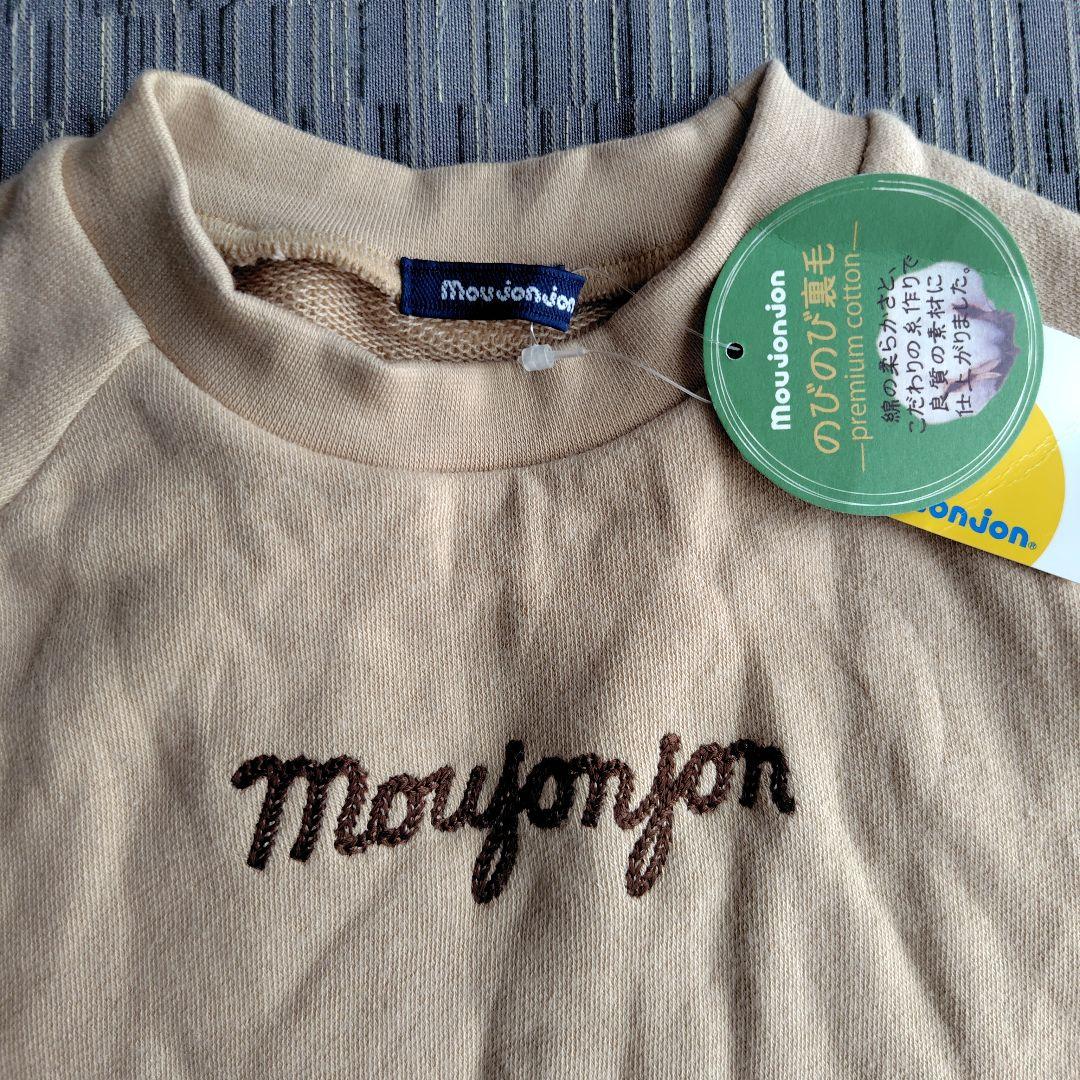 moujonjon
moujonjon
のびのび裏毛
—premium cotton—
綿の柔らかさと、
こだわりの糸作りで
良質の素材に
仕上がりました。
jonjon®
moujonjon